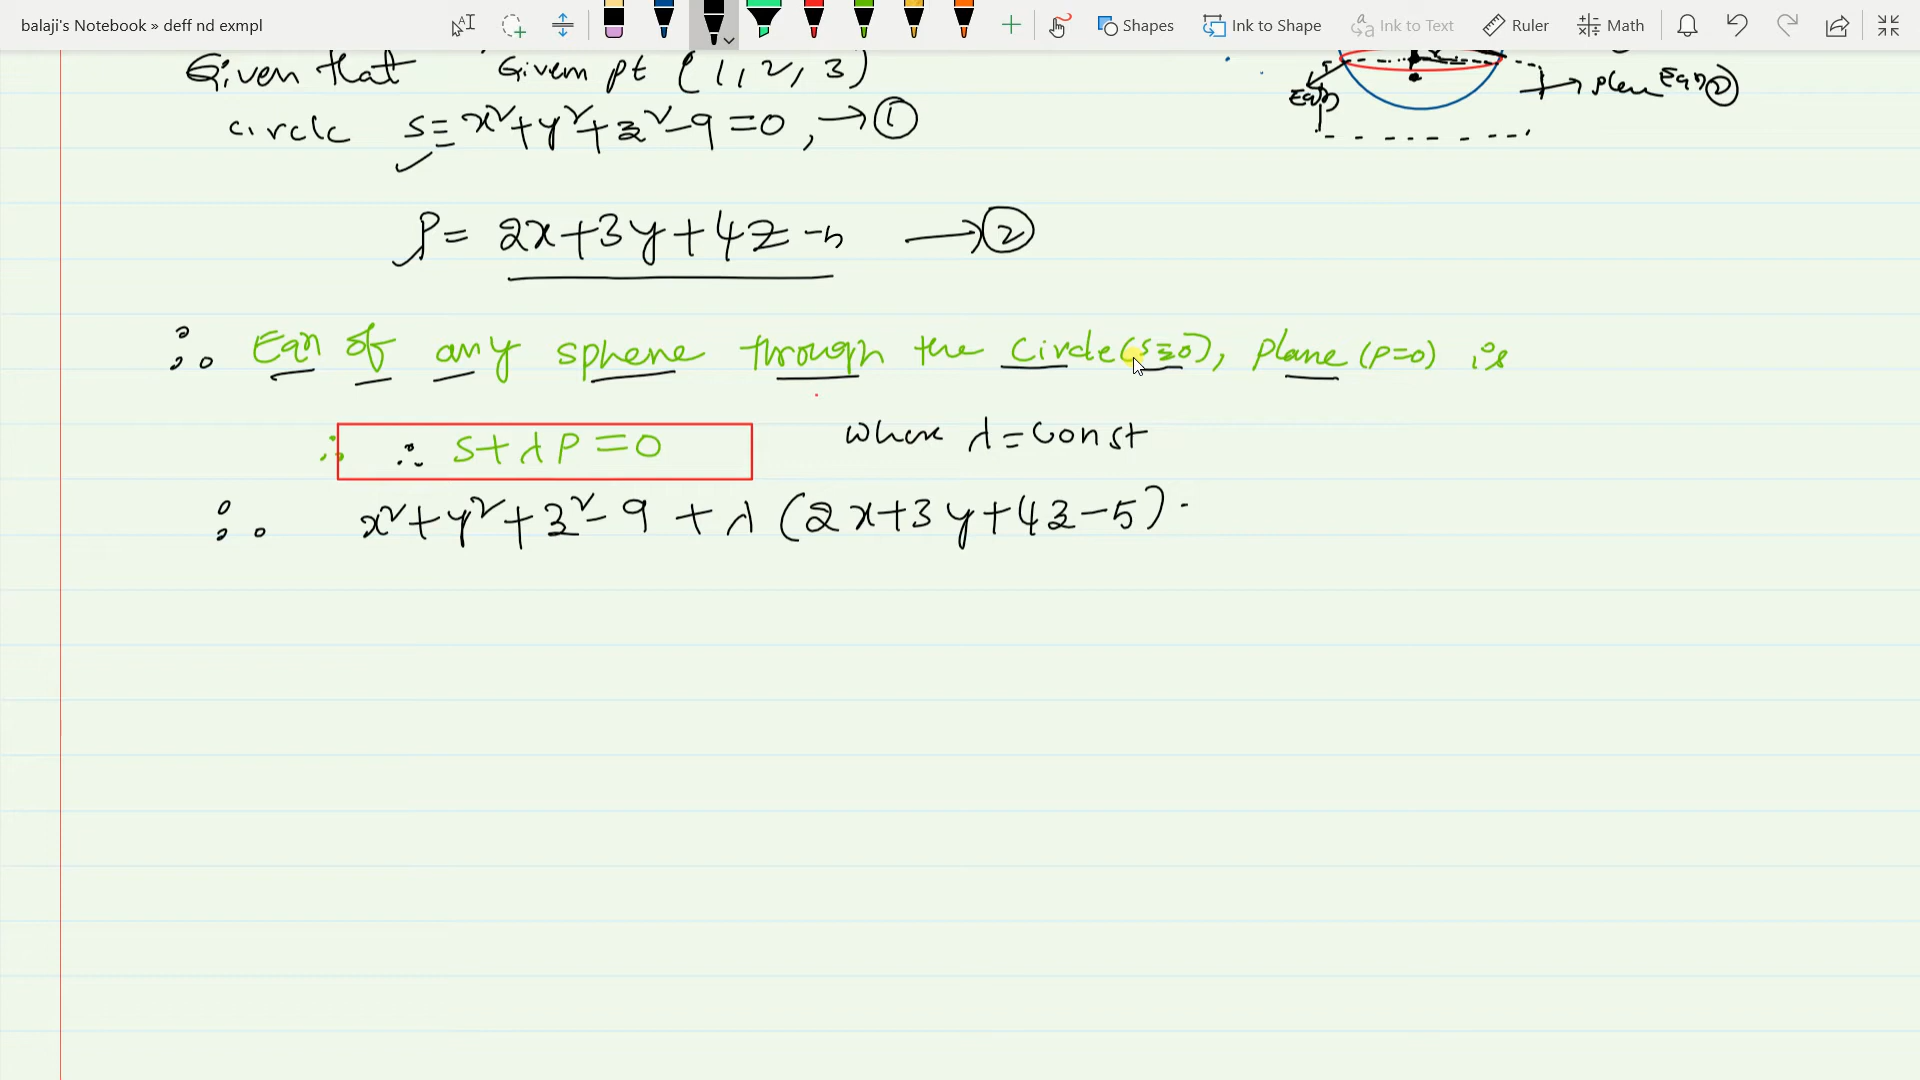 balaji's Notebook » deff nd exmpl
Shapes
Ink to Shape
Ink to Text
Ruler
Math
Given that Given pt (1, 2, 3)
circle S≡x²+y²+z²-9=0, → ①
P= 2x+3y+4z-5 → ②
Plane Eqn ②
Eqn
∴ Eqn of any sphene through the circle(S=0), plane (P=0) is
∴ ∴ S+λP=0 where λ=const
∴ x²+y²+z²-9+λ(2x+3y+4z-5)